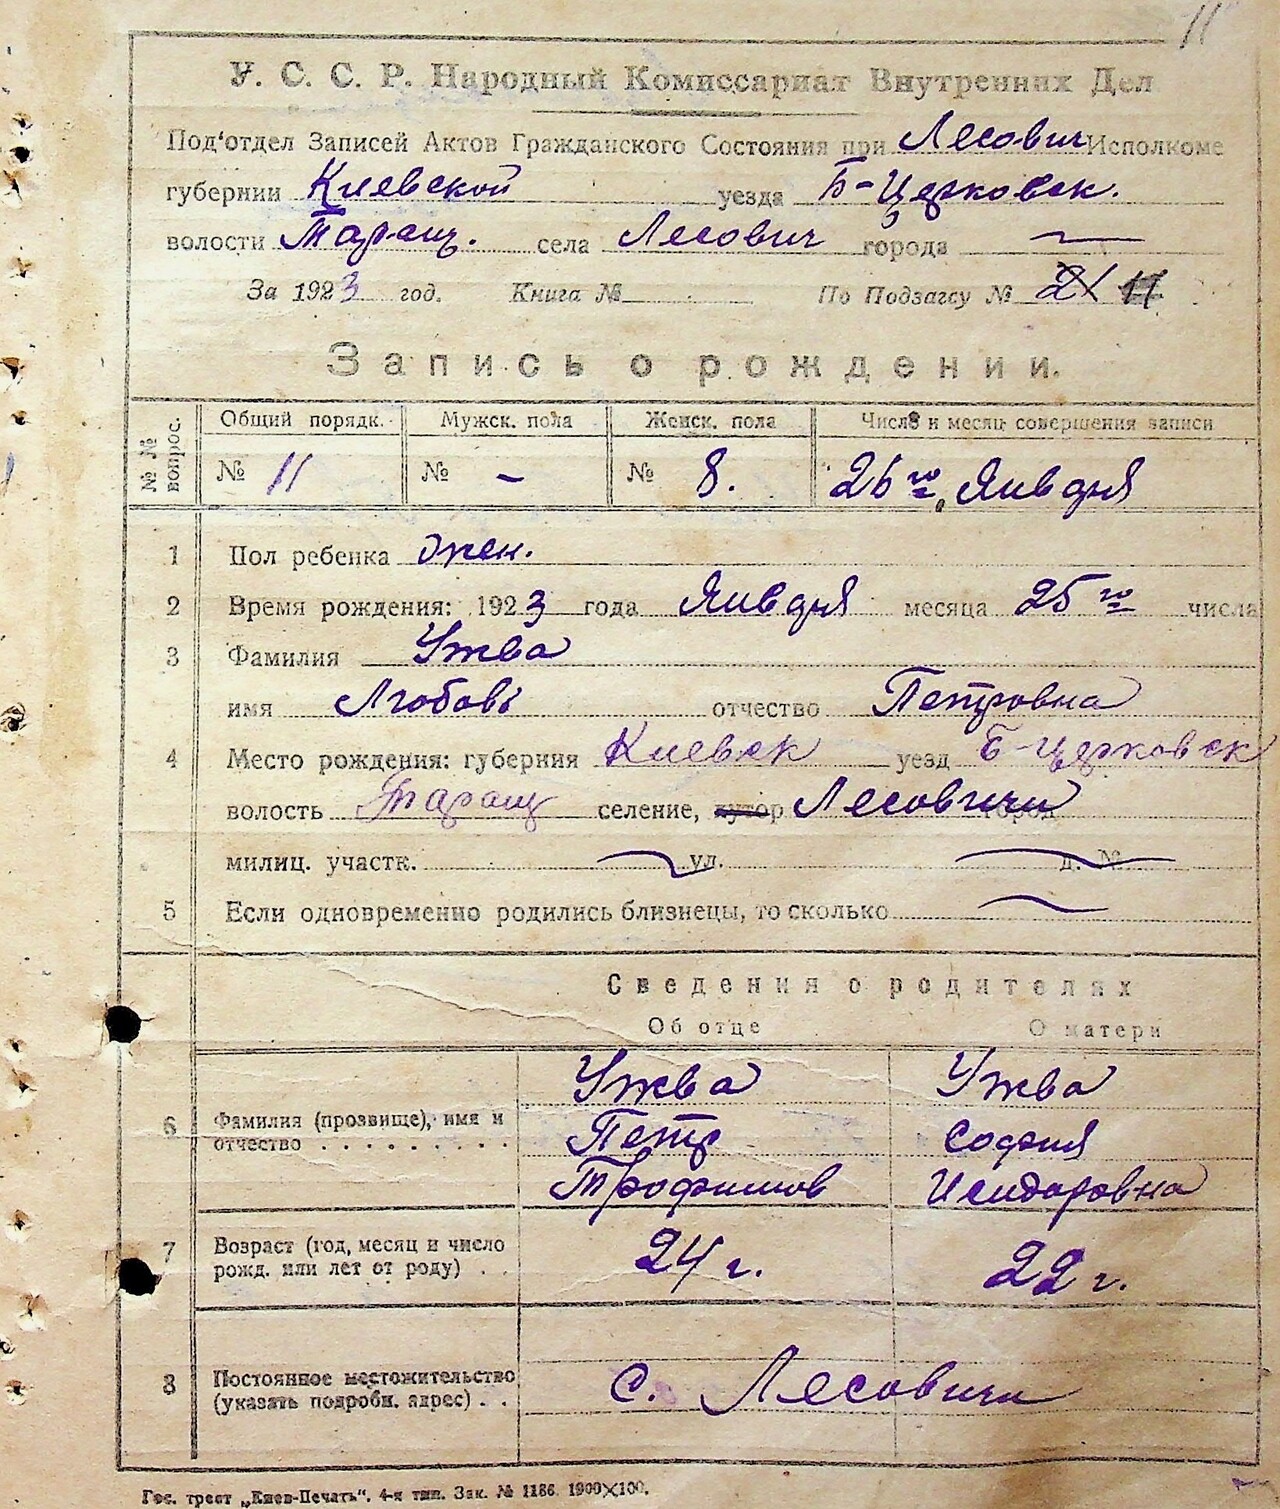 11
У. С. С. Р. Народный Комиссариат Внутренних Дел
Под'отдел Записей Актов Гражданского Состояния при Лесович Исполкоме
губернии Киевской уезда Б-Церковск.
волости Таращ. села Лесович города —
За 1923 год. Книга № По Подзагсу № 21 11
Запись о рождении.
№ № вопрос. Общий порядк. Мужск. пола Женск. пола Число и месяц совершения записи
№ 11 № - № 8. 26го Января
1 Пол ребенка жен.
2 Время рождения: 1923 года Января месяца 25го числа
3 Фамилия Ужва
имя Любовь отчество Петровна
4 Место рождения: губерния Киевск уезд Б-Церковск
волость Таращ селение, хутор Лесовичи город
милиц. участк. — ул. — д. №
5 Если одновременно родились близнецы, то сколько —
Сведения о родителях
Об отце О матери
Ужва Ужва
6 Фамилия (прозвище), имя и отчество . . . . . . . . Петр София
Трофимов Исидоровна
7 Возраст (год, месяц и число рожд. или лет от роду) . . 24 г. 22 г.
8 Постоянное местожительство (указать подробн. адрес) . . с. Лесовичи
Гос. трест „Киев-Печать". 4-я тип. Зак. № 1186. 1900×100.